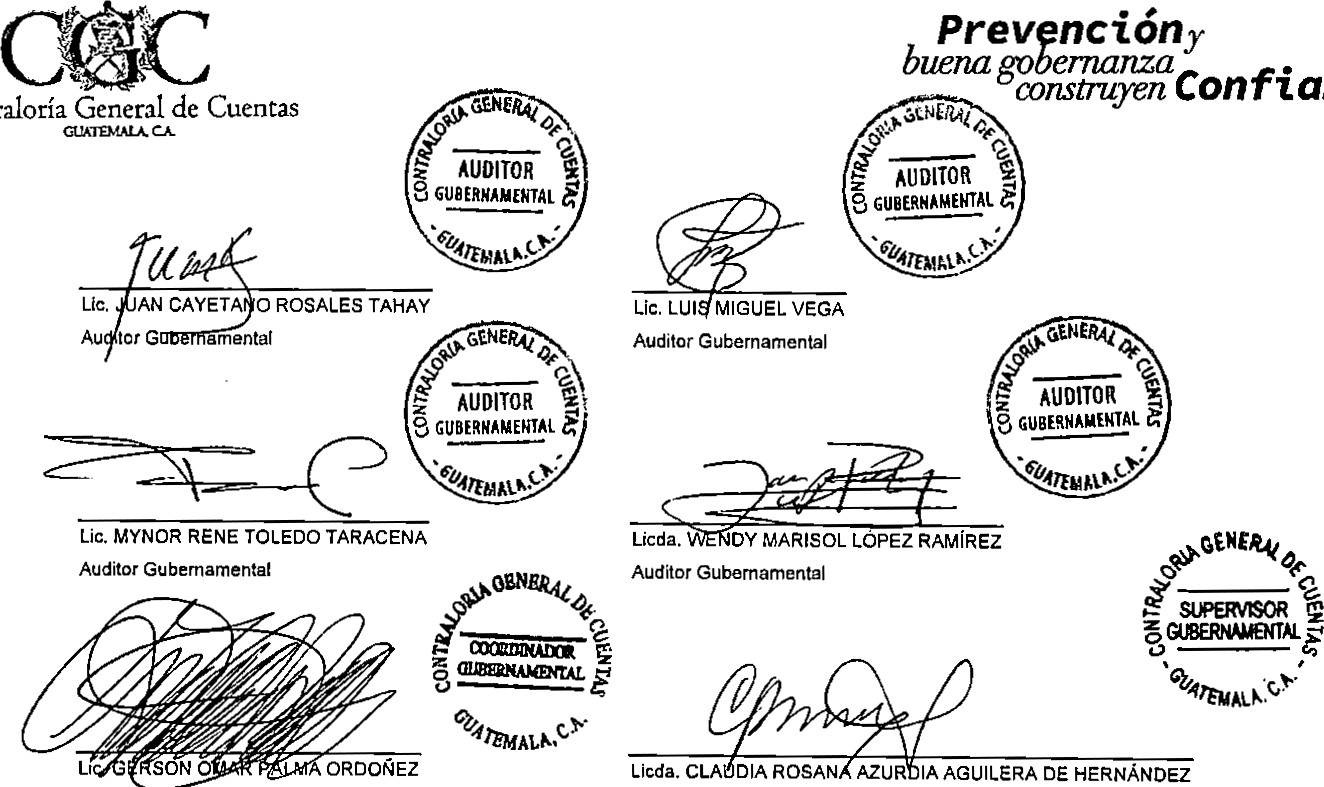 CGC
raloría General de Cuentas
GUATEMALA, C.A.
Prevención y
buena gobernanza
construyen Confia
CONTRALORÍA GENERAL DE CUENTAS
AUDITOR
GUBERNAMENTAL
- GUATEMALA, C.A. -
CONTRALORÍA GENERAL DE CUENTAS
AUDITOR
GUBERNAMENTAL
- GUATEMALA, C.A. -
Lic. JUAN CAYETANO ROSALES TAHAY
Auditor Gubernamental
Lic. LUIS MIGUEL VEGA
Auditor Gubernamental
CONTRALORÍA GENERAL DE CUENTAS
AUDITOR
GUBERNAMENTAL
- GUATEMALA, C.A. -
CONTRALORÍA GENERAL DE CUENTAS
AUDITOR
GUBERNAMENTAL
- GUATEMALA, C.A. -
Lic. MYNOR RENE TOLEDO TARACENA
Auditor Gubernamental
Licda. WENDY MARISOL LÓPEZ RAMÍREZ
Auditor Gubernamental
CONTRALORIA GENERAL DE CUENTAS
COORDINADOR
GUBERNAMENTAL
GUATEMALA, C.A.
CONTRALORIA GENERAL DE CUENTAS
SUPERVISOR
GUBERNAMENTAL
- GUATEMALA, C.A. -
Lic. GERSON OMAR PALMA ORDOÑEZ
Licda. CLAUDIA ROSANA AZURDIA AGUILERA DE HERNÁNDEZ